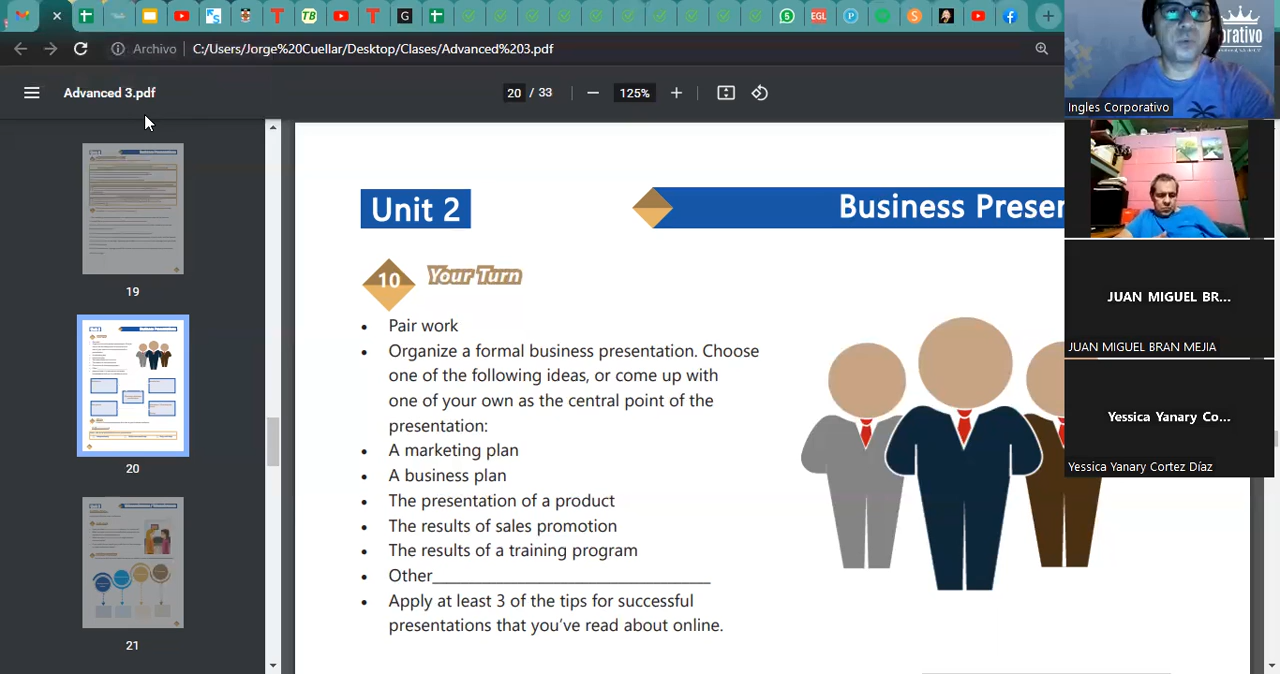 Archivo
C:/Users/Jorge%20Cuellar/Desktop/Clases/Advanced%203.pdf
Advanced 3.pdf
20 / 33
125%
19
20
21
Unit 2
Business Presen
10 Your Turn
• Pair work
• Organize a formal business presentation. Choose
one of the following ideas, or come up with
one of your own as the central point of the
presentation:
• A marketing plan
• A business plan
• The presentation of a product
• The results of sales promotion
• The results of a training program
• Other
• Apply at least 3 of the tips for successful
presentations that you've read about online.
Ingles Corporativo
JUAN MIGUEL BR...
JUAN MIGUEL BRAN MEJIA
Yessica Yanary Co...
Yessica Yanary Cortez Díaz